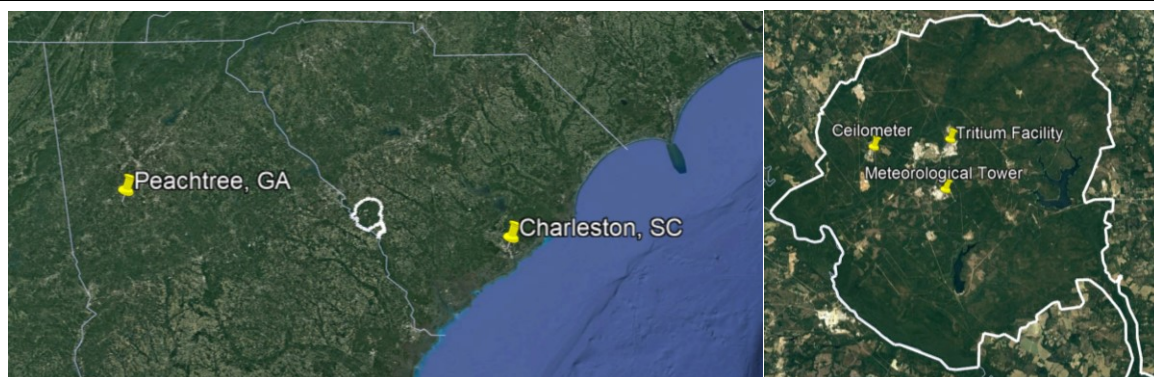 Peachtree, GA
Charleston, SC
Ceilometer
Tritium Facility
Meteorological Tower